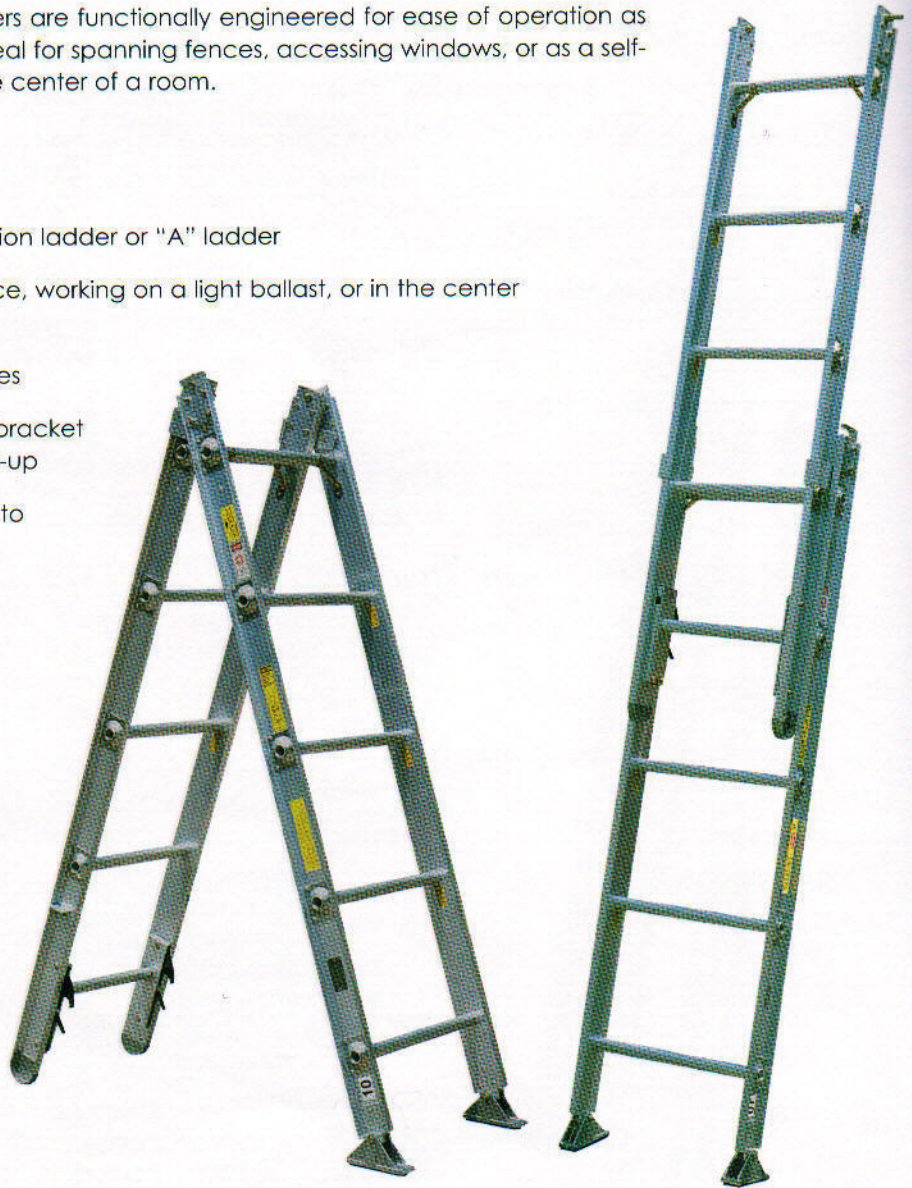 ers are functionally engineered for ease of operation as
eal for spanning fences, accessing windows, or as a self-
e center of a room.
ion ladder or “A” ladder
ce, working on a light ballast, or in the center
es
bracket
-up
to
10